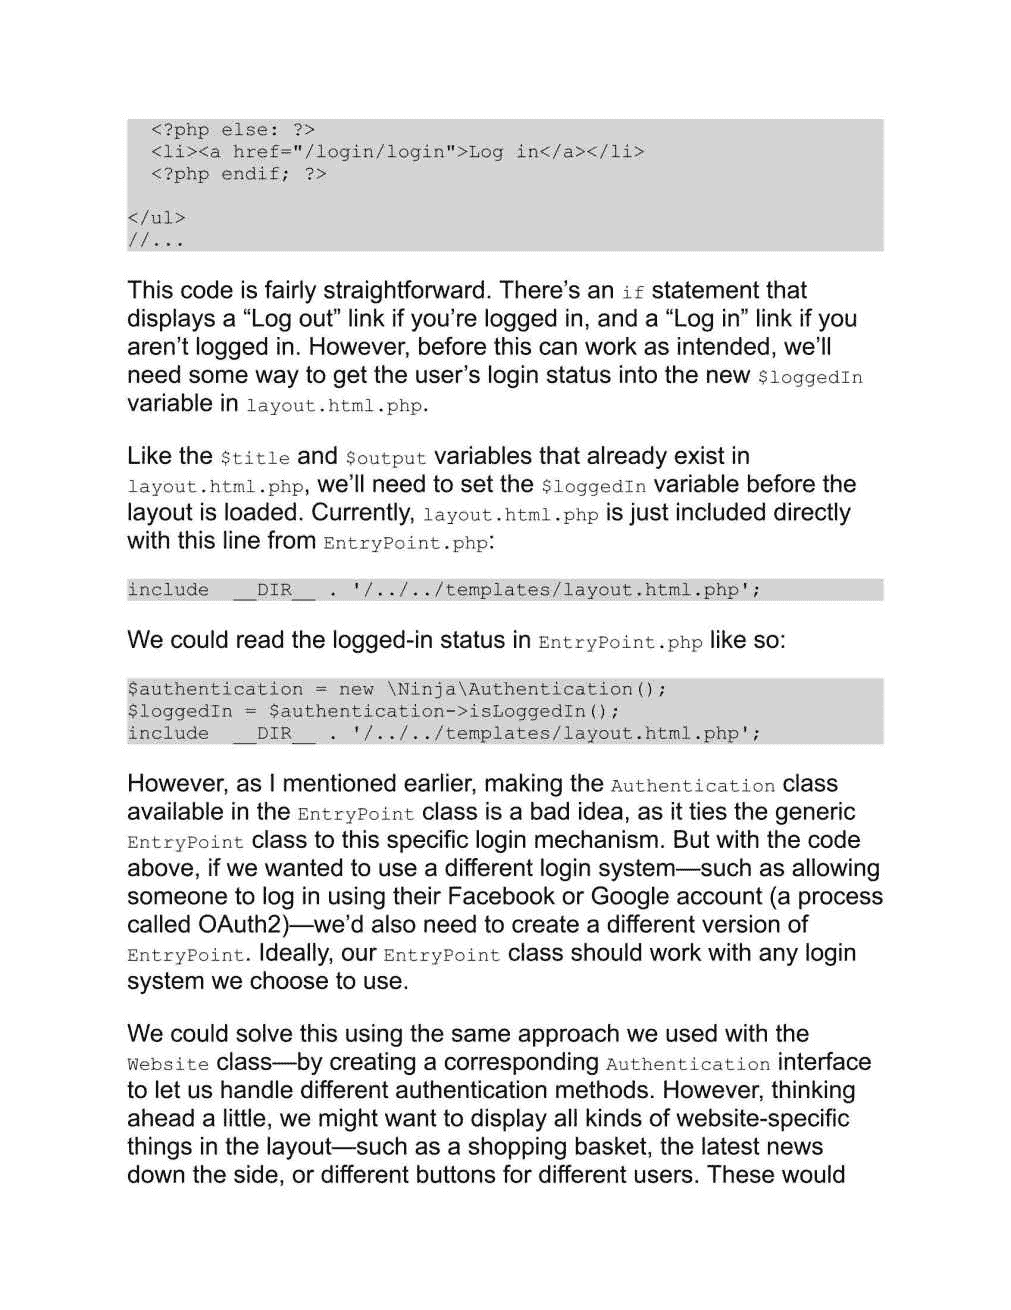 <?php else: ?>
<li><a href="/login/login">Log in</a></li>
<?php endif; ?>
</ul>
//...
This code is fairly straightforward. There’s an if statement that
displays a “Log out” link if you’re logged in, and a “Log in” link if you
aren’t logged in. However, before this can work as intended, we’ll
need some way to get the user’s login status into the new $loggedIn
variable in layout.html.php.
Like the $title and $output variables that already exist in
layout.html.php, we’ll need to set the $loggedIn variable before the
layout is loaded. Currently, layout.html.php is just included directly
with this line from EntryPoint.php:
include  __DIR__ . '/../../templates/layout.html.php';
We could read the logged-in status in EntryPoint.php like so:
$authentication = new \Ninja\Authentication();
$loggedIn = $authentication->isLoggedIn();
include  __DIR__ . '/../../templates/layout.html.php';
However, as I mentioned earlier, making the Authentication class
available in the EntryPoint class is a bad idea, as it ties the generic
EntryPoint class to this specific login mechanism. But with the code
above, if we wanted to use a different login system—such as allowing
someone to log in using their Facebook or Google account (a process
called OAuth2)—we’d also need to create a different version of
EntryPoint. Ideally, our EntryPoint class should work with any login
system we choose to use.
We could solve this using the same approach we used with the
Website class—by creating a corresponding Authentication interface
to let us handle different authentication methods. However, thinking
ahead a little, we might want to display all kinds of website-specific
things in the layout—such as a shopping basket, the latest news
down the side, or different buttons for different users. These would